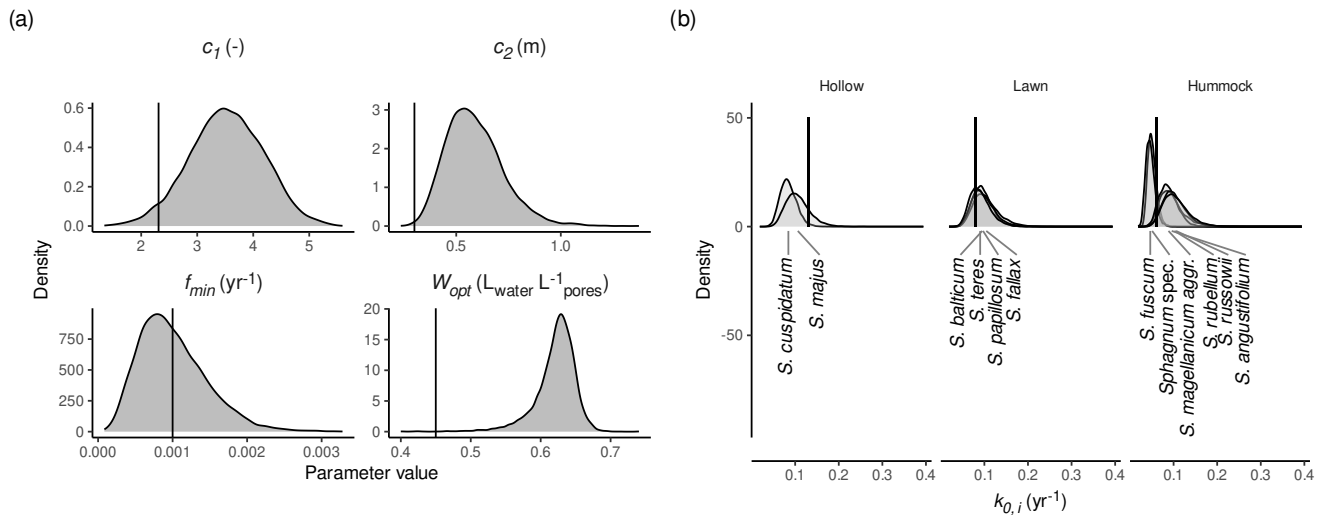 (a)
c1 (-)
c2 (m)
0.6
0.4
0.2
0.0
2
3
4
5
3
2
1
0
0.5
1.0
Density
fmin (yr-1)
Wopt (Lwater L-1pores)
750
500
250
0
0.000
0.001
0.002
0.003
20
15
10
5
0
0.4
0.5
0.6
0.7
Parameter value
(b)
Hollow
Lawn
Hummock
50
0
-50
Density
S. cuspidatum
S. majus
S. balticum
S. teres
S. papillosum
S. fallax
S. fuscum
Sphagnum spec.
S. magellanicum aggr.
S. rubellum
S. russowii
S. angustifolium
0.1 0.2 0.3 0.4
0.1 0.2 0.3 0.4
0.1 0.2 0.3 0.4
k0, i (yr-1)